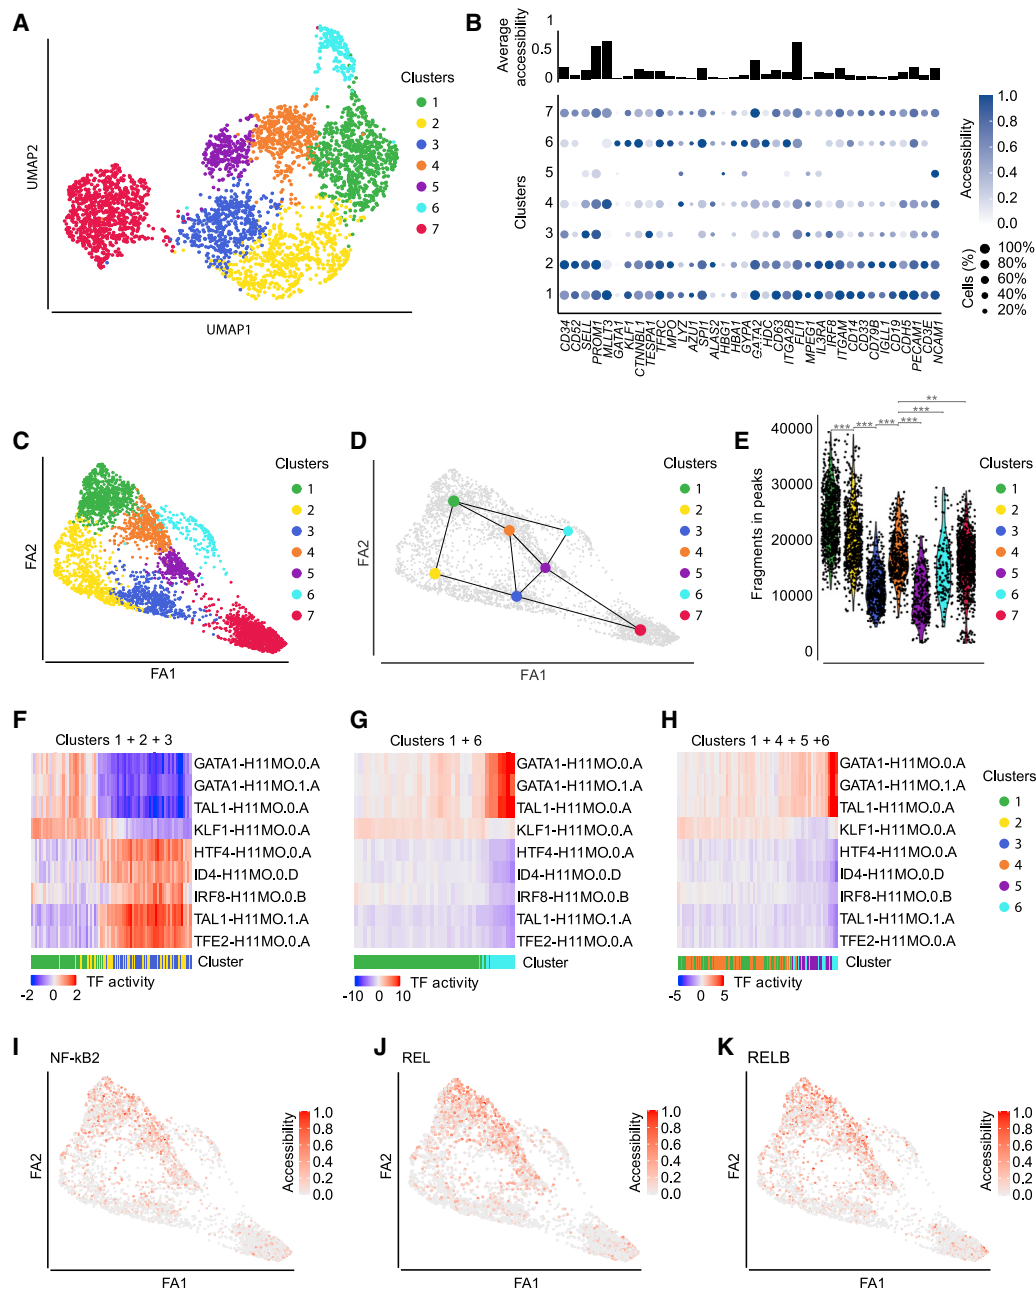 A
UMAP2
UMAP1
Clusters
1
2
3
4
5
6
7
B
Average
accessibility
1
0.5
0
Clusters
7
6
5
4
3
2
1
CD34
CD52
SELL
PROM1
MLLT3
GATA1
KLF1
CTNNBL1
TESPA1
TFRC
MPO
LYZ
AZU1
SPI1
ALAS2
HBG1
HBA1
GYPA
GATA2
HDC
CD63
ITGA2B
FLI1
MPEG1
IL3RA
IRF8
ITGAM
CD14
CD33
CD79B
IGLL1
CD19
CDH5
PECAM1
CD3E
NCAM1
Accessibility
1.0
0.8
0.6
0.4
0.2
0.0
Cells (%)
100%
80%
60%
40%
20%
C
FA2
FA1
Clusters
1
2
3
4
5
6
7
D
FA2
FA1
Clusters
1
2
3
4
5
6
7
E
Fragments in peaks
40000
30000
20000
10000
0
**
***
*** *** *** ***
Clusters
1
2
3
4
5
6
7
F
Clusters 1 + 2 + 3
GATA1-H11MO.0.A
GATA1-H11MO.1.A
TAL1-H11MO.0.A
KLF1-H11MO.0.A
HTF4-H11MO.0.A
ID4-H11MO.0.D
IRF8-H11MO.0.B
TAL1-H11MO.1.A
TFE2-H11MO.0.A
Cluster
TF activity
-2 0 2
G
Clusters 1 + 6
GATA1-H11MO.0.A
GATA1-H11MO.1.A
TAL1-H11MO.0.A
KLF1-H11MO.0.A
HTF4-H11MO.0.A
ID4-H11MO.0.D
IRF8-H11MO.0.B
TAL1-H11MO.1.A
TFE2-H11MO.0.A
Cluster
TF activity
-10 0 10
H
Clusters 1 + 4 + 5 +6
GATA1-H11MO.0.A
GATA1-H11MO.1.A
TAL1-H11MO.0.A
KLF1-H11MO.0.A
HTF4-H11MO.0.A
ID4-H11MO.0.D
IRF8-H11MO.0.B
TAL1-H11MO.1.A
TFE2-H11MO.0.A
Cluster
TF activity
-5 0 5
Clusters
1
2
3
4
5
6
I
NF-kB2
FA2
FA1
Accessibility
1.0
0.8
0.6
0.4
0.2
0.0
J
REL
FA2
FA1
Accessibility
1.0
0.8
0.6
0.4
0.2
0.0
K
RELB
FA2
FA1
Accessibility
1.0
0.8
0.6
0.4
0.2
0.0